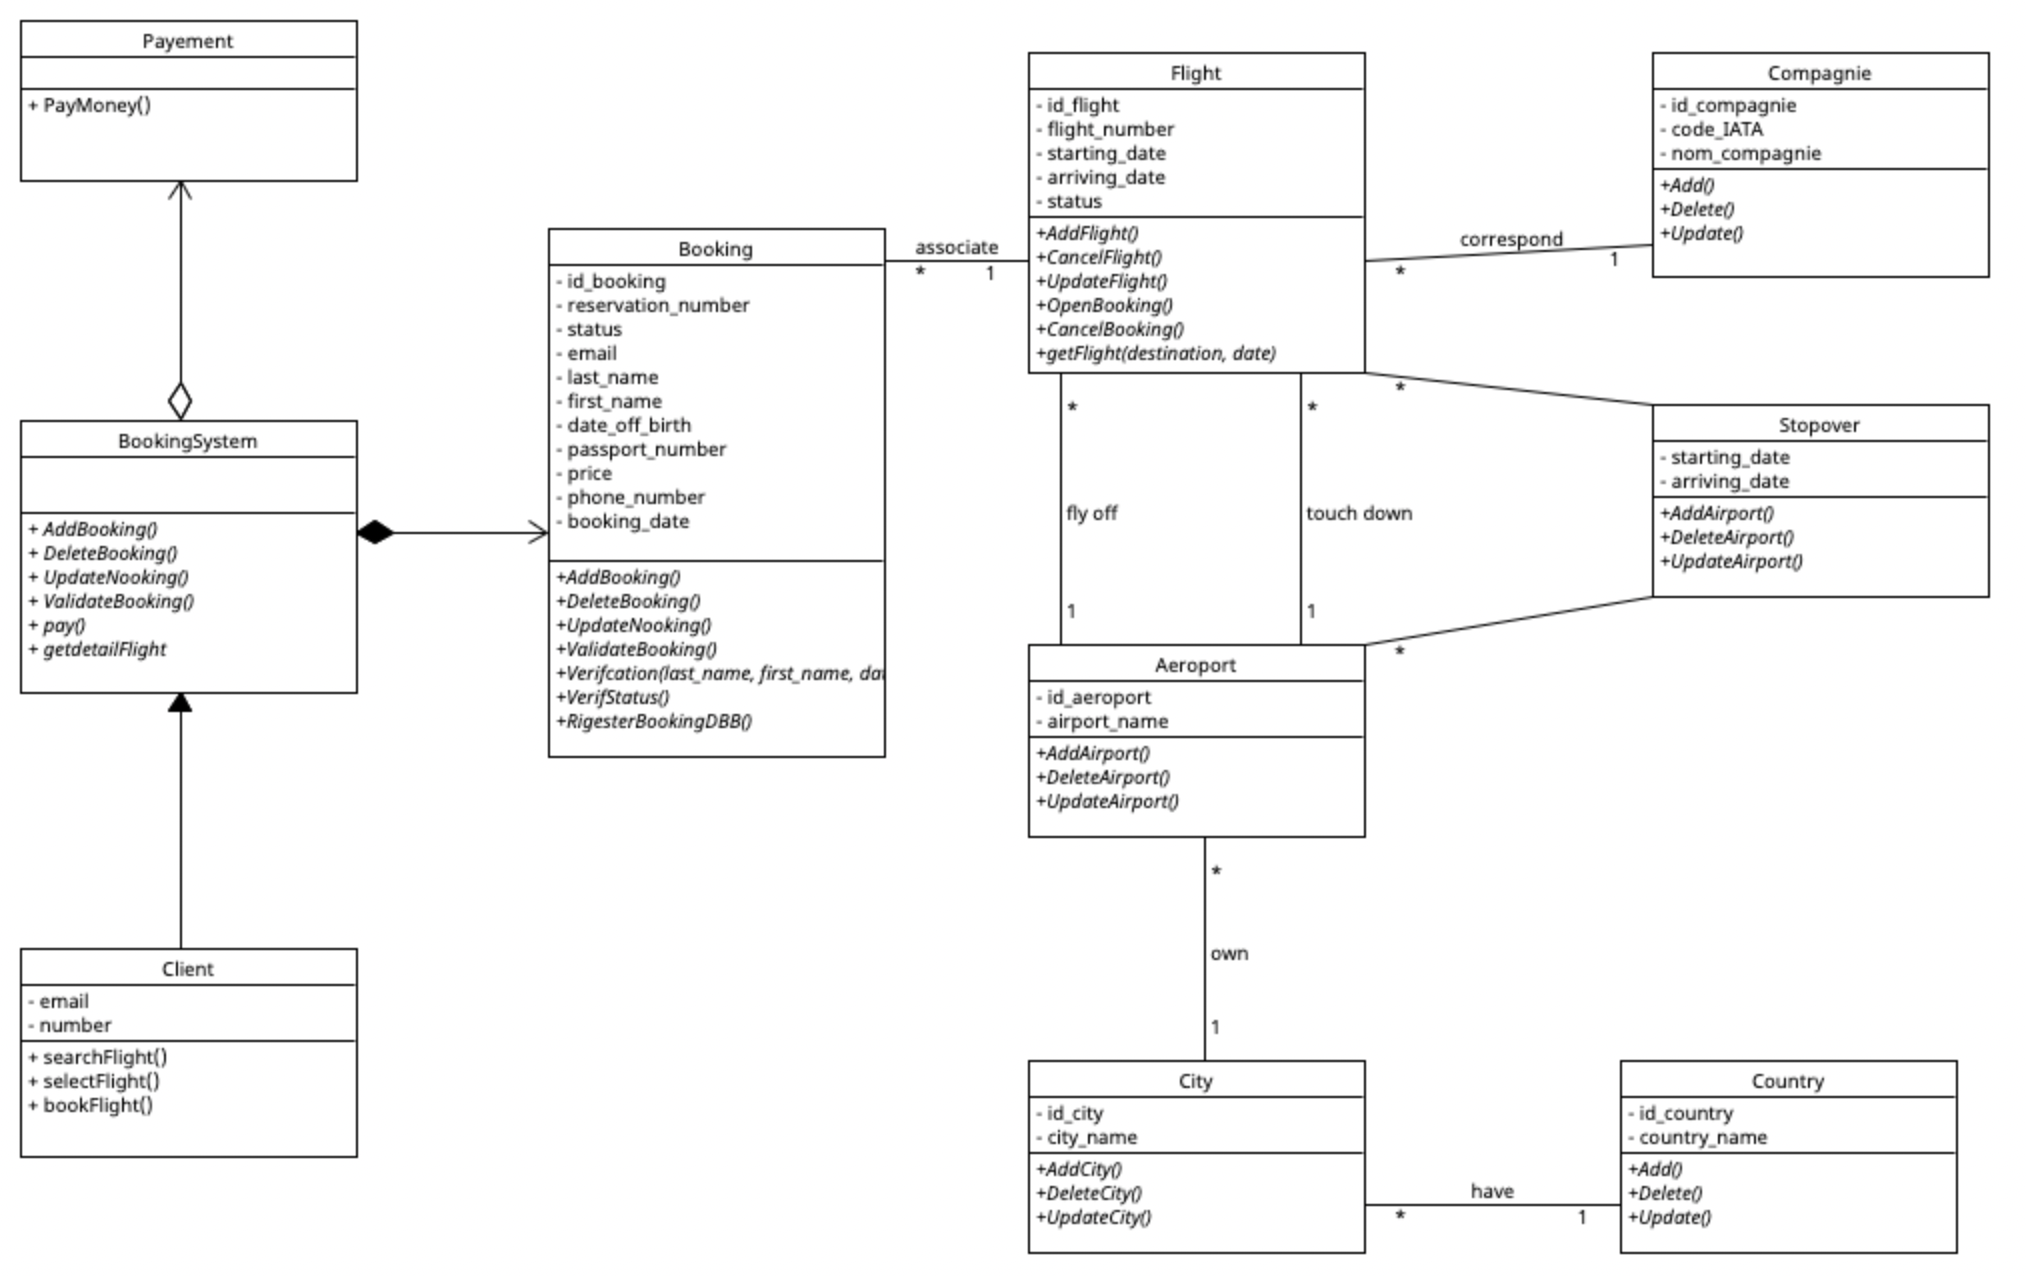 Payement
+ PayMoney()
BookingSystem
+ AddBooking()
+ DeleteBooking()
+ UpdateNooking()
+ ValidateBooking()
+ pay()
+ getdetailFlight
Client
- email
- number
+ searchFlight()
+ selectFlight()
+ bookFlight()
Booking
- id_booking
- reservation_number
- status
- email
- last_name
- first_name
- date_off_birth
- passport_number
- price
- phone_number
- booking_date
+AddBooking()
+DeleteBooking()
+UpdateNooking()
+ValidateBooking()
+Verifcation(last_name, first_name, dat
+VerifStatus()
+RigesterBookingDBB()
associate
* 1
Flight
- id_flight
- flight_number
- starting_date
- arriving_date
- status
+AddFlight()
+CancelFlight()
+UpdateFlight()
+OpenBooking()
+CancelBooking()
+getFlight(destination, date)
correspond
* 1
Compagnie
- id_compagnie
- code_IATA
- nom_compagnie
+Add()
+Delete()
+Update()
*
Stopover
- starting_date
- arriving_date
+AddAirport()
+DeleteAirport()
+UpdateAirport()
*
*
fly off
1
*
touch down
1
Aeroport
- id_aeroport
- airport_name
+AddAirport()
+DeleteAirport()
+UpdateAirport()
*
own
1
City
- id_city
- city_name
+AddCity()
+DeleteCity()
+UpdateCity()
have
* 1
Country
- id_country
- country_name
+Add()
+Delete()
+Update()